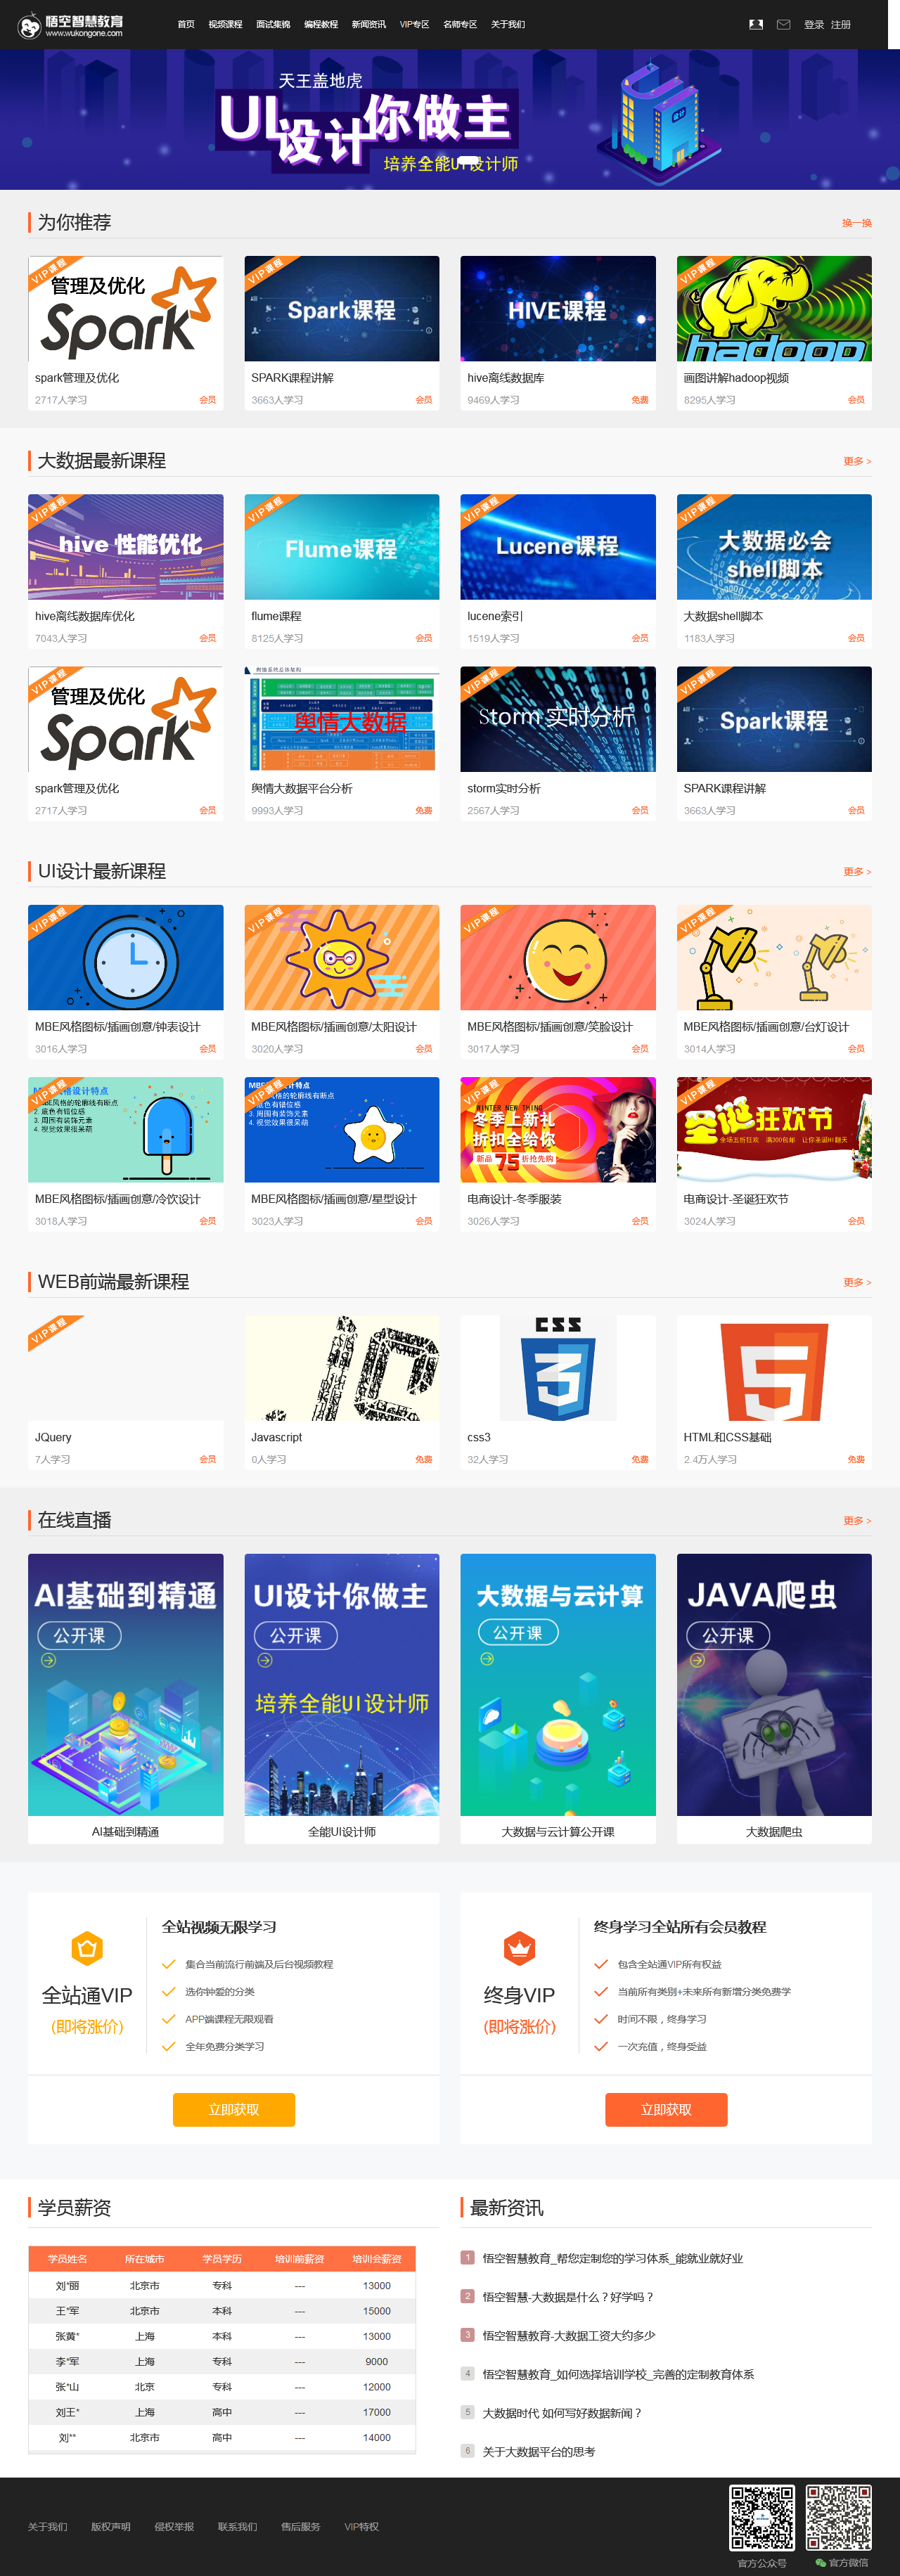 悟空智慧教育
www.wukongone.com
首页 视频课程 面试集锦 编程教程 新闻资讯 VIP专区 名师专区 关于我们
登录 注册
天王盖地虎
UI设计你做主
培养全能UI设计师
为你推荐
换一换
VIP课程
管理及优化
Spark
VIP课程
Spark课程
HIVE课程
VIP课程
hadoop
spark管理及优化
SPARK课程讲解
hive离线数据库
画图讲解hadoop视频
2717人学习 会员
3663人学习 会员
9469人学习 免费
8295人学习 会员
大数据最新课程
更多 >
VIP课程
hive 性能优化
VIP课程
Flume课程
VIP课程
Lucene课程
VIP课程
大数据必会
shell脚本
hive离线数据库优化
flume课程
lucene索引
大数据shell脚本
7043人学习 会员
8125人学习 会员
1519人学习 会员
1183人学习 会员
VIP课程
管理及优化
Spark
舆情系统总体架构
舆情大数据
VIP课程
Storm 实时分析
VIP课程
Spark课程
spark管理及优化
舆情大数据平台分析
storm实时分析
SPARK课程讲解
2717人学习 会员
9993人学习 免费
2567人学习 会员
3663人学习 会员
UI设计最新课程
更多 >
VIP课程
VIP课程
VIP课程
VIP课程
MBE风格图标/插画创意/钟表设计
MBE风格图标/插画创意/太阳设计
MBE风格图标/插画创意/笑脸设计
MBE风格图标/插画创意/台灯设计
3016人学习 会员
3020人学习 会员
3017人学习 会员
3014人学习 会员
VIP课程
格设计特点
BE风格的轮廓线有断点
2. 底色有错位感
3. 周围有装饰元素
4. 视觉效果很呆萌
VIP课程
设计特点
风格的轮廓线有断点
底色有错位感
3. 周围有装饰元素
4. 视觉效果很呆萌
VIP课程
WINTER NEW THING
冬季上新礼
折扣全给你
新品 75 折抢先购
VIP课程
圣诞狂欢节
全场五折狂欢 满300包邮 让你圣诞HI翻天
MBE风格图标/插画创意/冷饮设计
MBE风格图标/插画创意/星型设计
电商设计-冬季服装
电商设计-圣诞狂欢节
3018人学习 会员
3023人学习 会员
3026人学习 会员
3024人学习 会员
WEB前端最新课程
更多 >
VIP课程
CSS
3
5
JQuery
Javascript
css3
HTML和CSS基础
7人学习 会员
0人学习 免费
32人学习 免费
2.4万人学习 免费
在线直播
更多 >
AI基础到精通
公开课
UI设计你做主
公开课
培养全能UI设计师
大数据与云计算
公开课
JAVA爬虫
公开课
AI基础到精通
全能UI设计师
大数据与云计算公开课
大数据爬虫
全站通VIP
(即将涨价)
全站视频无限学习
集合当前流行前端及后台视频教程
选你钟爱的分类
APP端课程无限观看
全年免费分类学习
立即获取
终身VIP
(即将涨价)
终身学习全站所有会员教程
包含全站通VIP所有权益
当前所有类别+未来所有新增分类免费学
时间不限，终身学习
一次充值，终身受益
立即获取
学员薪资
学员姓名 所在城市 学员学历 培训前薪资 培训会薪资
刘*丽 北京市 专科 --- 13000
王*军 北京市 本科 --- 15000
张黄* 上海 本科 --- 13000
李*军 上海 专科 --- 9000
张*山 北京 专科 --- 12000
刘王* 上海 高中 --- 17000
刘** 北京市 高中 --- 14000
最新资讯
1 悟空智慧教育_帮您定制您的学习体系_能就业就好业
2 悟空智慧-大数据是什么？好学吗？
3 悟空智慧教育-大数据工资大约多少
4 悟空智慧教育_如何选择培训学校_完善的定制教育体系
5 大数据时代 如何写好数据新闻？
6 关于大数据平台的思考
关于我们 版权声明 侵权举报 联系我们 售后服务 VIP特权
官方公众号
官方微信